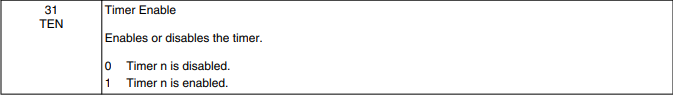 31
TEN
Timer Enable
Enables or disables the timer.
0 Timer n is disabled.
1 Timer n is enabled.